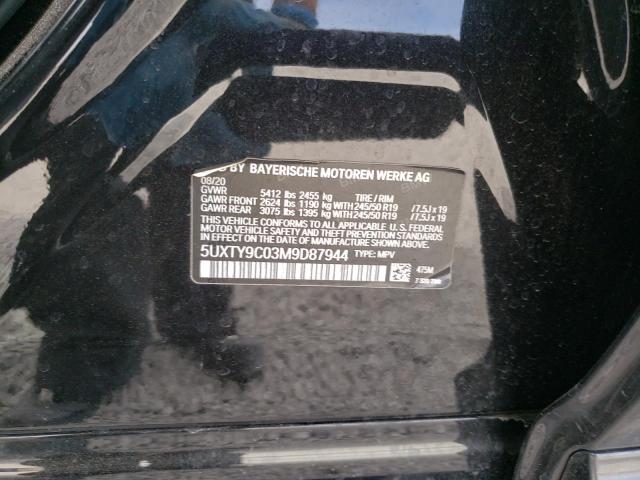 BY BAYERISCHE MOTOREN WERKE AG
08/20
GVWR 5412 lbs 2455 kg TIRE / RIM
GAWR FRONT 2624 lbs 1190 kg WITH 245/50 R19 /7.5J x 19
GAWR REAR 3075 lbs 1395 kg WITH 245/50 R19 /7.5J x 19
THIS VEHICLE CONFORMS TO ALL APPLICABLE U.S. FEDERAL
MOTOR VEHICLE SAFETY, BUMPER, AND THEFT PREVENTION
STANDARDS IN EFFECT ON THE DATE OF MANUFACTURE SHOWN ABOVE.
5UXTY9C03M9D87944 TYPE: MPV
475M